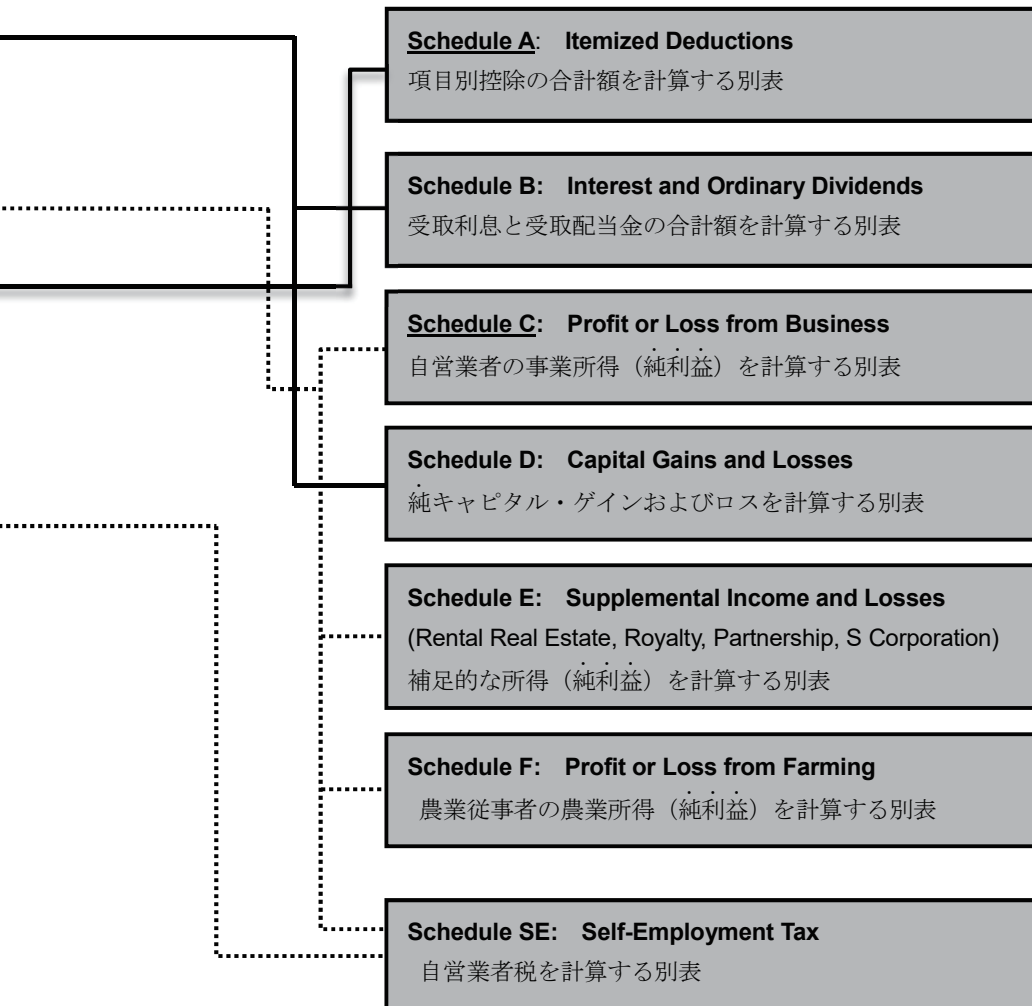 Schedule A: Itemized Deductions
項目別控除の合計額を計算する別表
Schedule B: Interest and Ordinary Dividends
受取利息と受取配当金の合計額を計算する別表
Schedule C: Profit or Loss from Business
自営業者の事業所得（純利益）を計算する別表
Schedule D: Capital Gains and Losses
純キャピタル・ゲインおよびロスを計算する別表
Schedule E: Supplemental Income and Losses
(Rental Real Estate, Royalty, Partnership, S Corporation)
補足的な所得（純利益）を計算する別表
Schedule F: Profit or Loss from Farming
農業従事者の農業所得（純利益）を計算する別表
Schedule SE: Self-Employment Tax
自営業者税を計算する別表